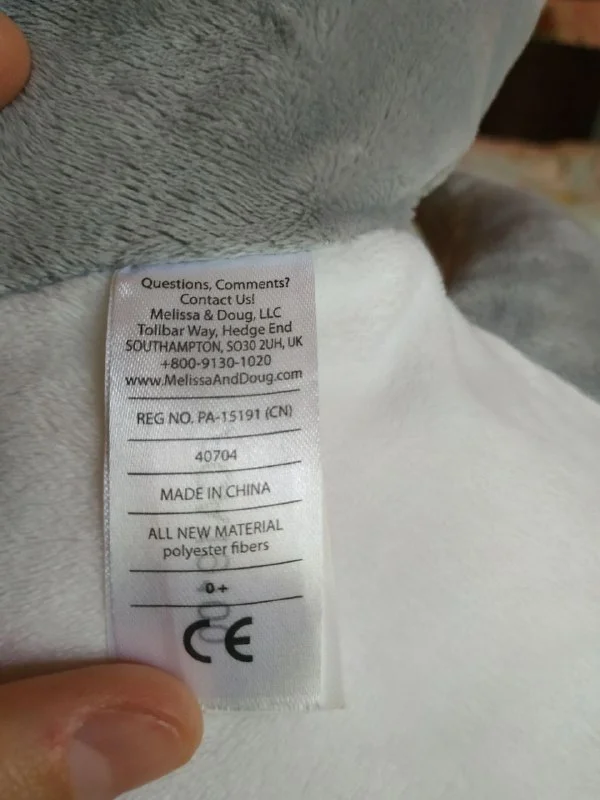 Questions, Comments?
Contact Us!
Melissa & Doug, LLC
Tollbar Way, Hedge End
SOUTHAMPTON, SO30 2UH, UK
+800-9130-1020
www.MelissaAndDoug.com
REG NO. PA-15191 (CN)
40704
MADE IN CHINA
ALL NEW MATERIAL
polyester fibers
0+
CE